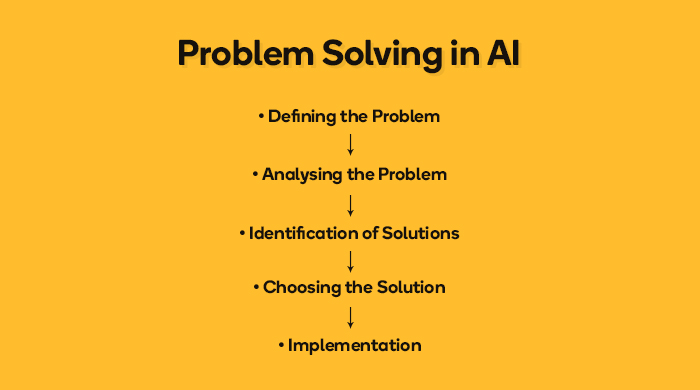 Problem Solving in AI
• Defining the Problem
• Analysing the Problem
• Identification of Solutions
• Choosing the Solution
• Implementation